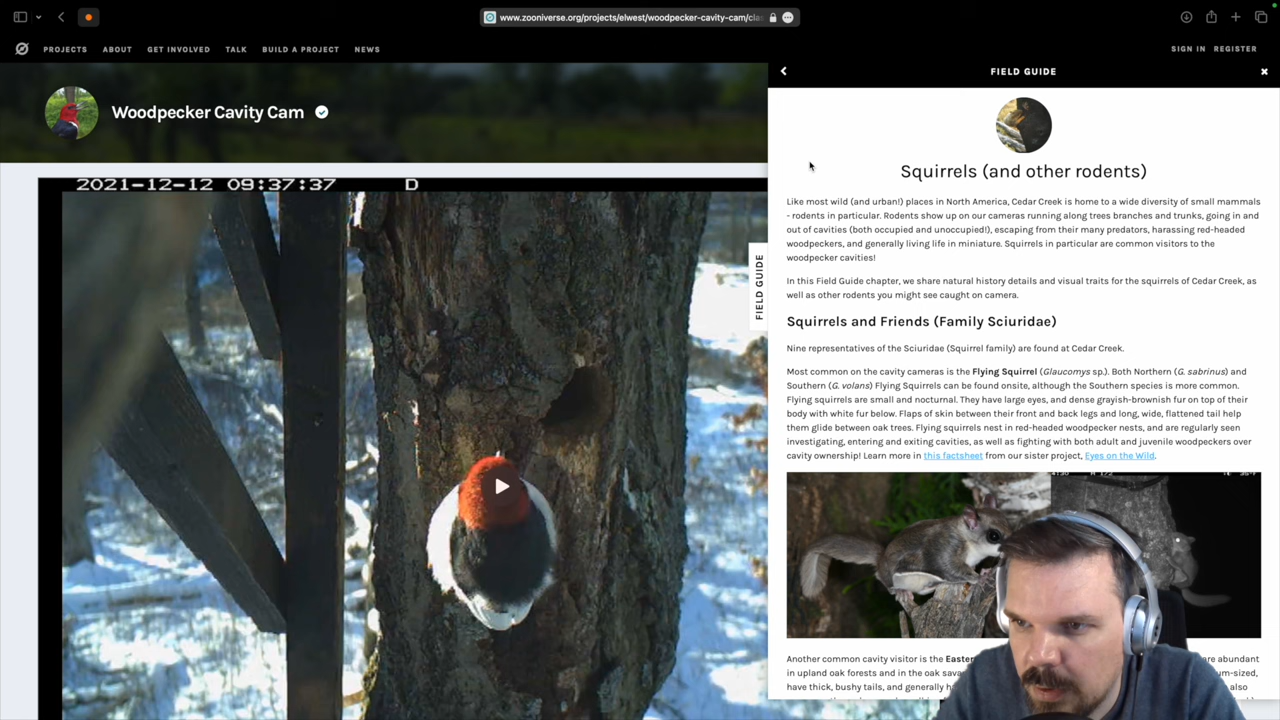 www.zooniverse.org/projects/elwest/woodpecker-cavity-cam/cla
PROJECTS ABOUT GET INVOLVED TALK BUILD A PROJECT NEWS
SIGN IN REGISTER
FIELD GUIDE
Woodpecker Cavity Cam
2021-12-12 09:37:37 D
FIELD GUIDE
Squirrels (and other rodents)
Like most wild (and urban!) places in North America, Cedar Creek is home to a wide diversity of small mammals
- rodents in particular. Rodents show up on our cameras running along trees branches and trunks, going in and
out of cavities (both occupied and unoccupied!), escaping from their many predators, harassing red-headed
woodpeckers, and generally living life in miniature. Squirrels in particular are common visitors to the
woodpecker cavities!
In this Field Guide chapter, we share natural history details and visual traits for the squirrels of Cedar Creek, as
well as other rodents you might see caught on camera.
Squirrels and Friends (Family Sciuridae)
Nine representatives of the Sciuridae (Squirrel family) are found at Cedar Creek.
Most common on the cavity cameras is the Flying Squirrel (Glaucomys sp.). Both Northern (G. sabrinus) and
Southern (G. volans) Flying Squirrels can be found onsite, although the Southern species is more common.
Flying squirrels are small and nocturnal. They have large eyes, and dense grayish-brownish fur on top of their
body with white fur below. Flaps of skin between their front and back legs and long, wide, flattened tail help
them glide between oak trees. Flying squirrels nest in red-headed woodpecker nests, and are regularly seen
investigating, entering and exiting cavities, as well as fighting with both adult and juvenile woodpeckers over
cavity ownership! Learn more in this factsheet from our sister project, Eyes on the Wild.
Another common cavity visitor is the Eastern are abundant
in upland oak forests and in the oak sava um-sized,
have thick, bushy tails, and generally h also